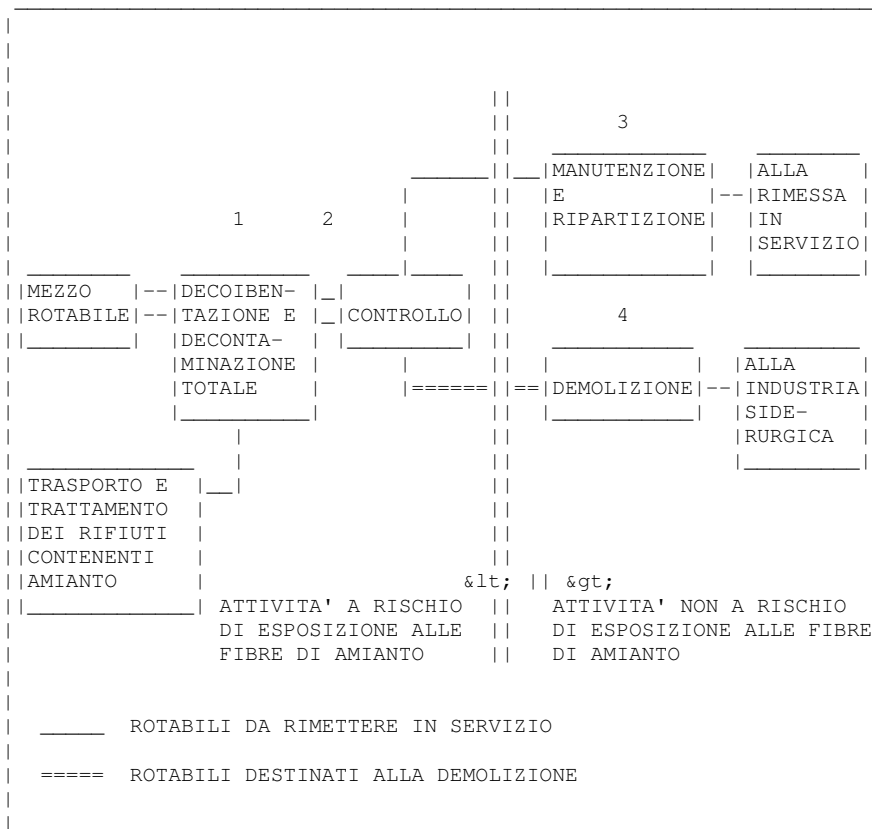 1
2
3
4
MEZZO
ROTABILE
DECOIBEN-
TAZIONE E
DECONTA-
MINAZIONE
TOTALE
CONTROLLO
MANUTENZIONE
E
RIPARTIZIONE
ALLA
RIMESSA
IN
SERVIZIO
DEMOLIZIONE
ALLA
INDUSTRIA
SIDE-
RURGICA
TRASPORTO E
TRATTAMENTO
DEI RIFIUTI
CONTENENTI
AMIANTO
&lt; || &gt;
ATTIVITA' A RISCHIO
DI ESPOSIZIONE ALLE
FIBRE DI AMIANTO
ATTIVITA' NON A RISCHIO
DI ESPOSIZIONE ALLE FIBRE
DI AMIANTO
_____ ROTABILI DA RIMETTERE IN SERVIZIO
===== ROTABILI DESTINATI ALLA DEMOLIZIONE